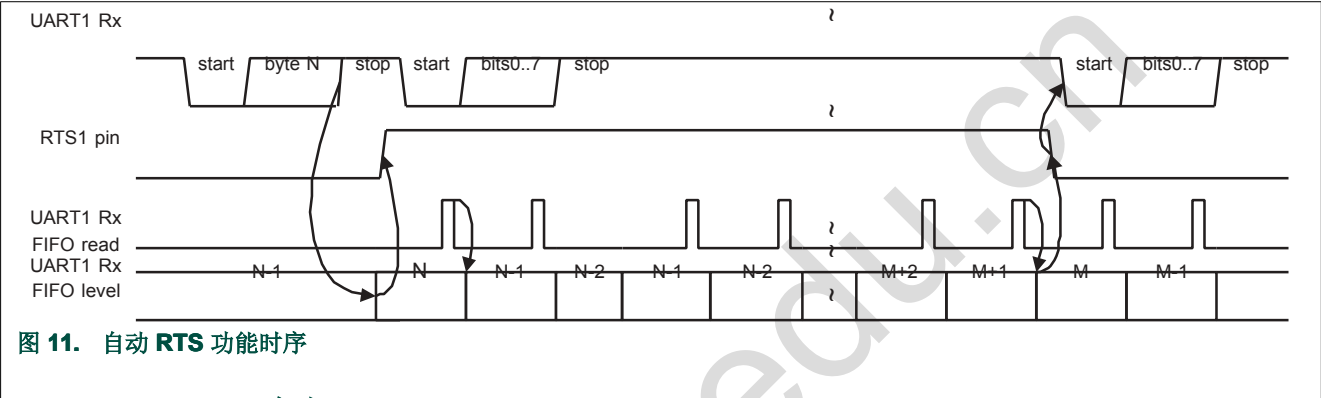 UART1 Rx
start byte N stop start bits0..7 stop start bits0..7 stop
RTS1 pin
UART1 Rx
FIFO read
UART1 Rx
FIFO level
N-1 N N-1 N-2 N-1 N-2 M+2 M+1 M M-1
图 11. 自动 RTS 功能时序
edu.cn